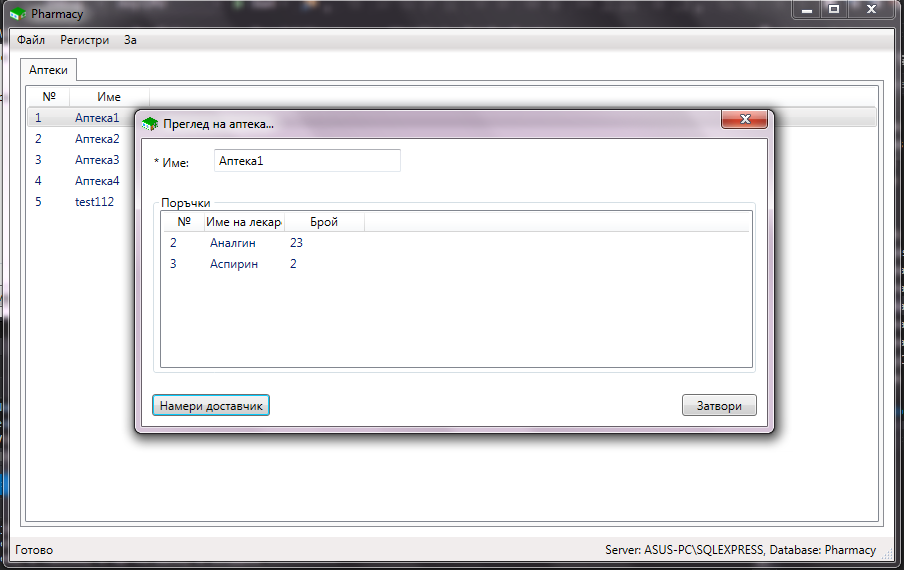 Pharmacy
Файл Регистри За
Аптеки
№ Име
1 Аптека1
2 Аптека2
3 Аптека3
4 Аптека4
5 test112
Преглед на аптека...
* Име: Аптека1
Поръчки
№ Име на лекар Брой
2 Аналгин 23
3 Аспирин 2
Намери доставчик Затвори
Готово Server: ASUS-PC\SQLEXPRESS, Database: Pharmacy